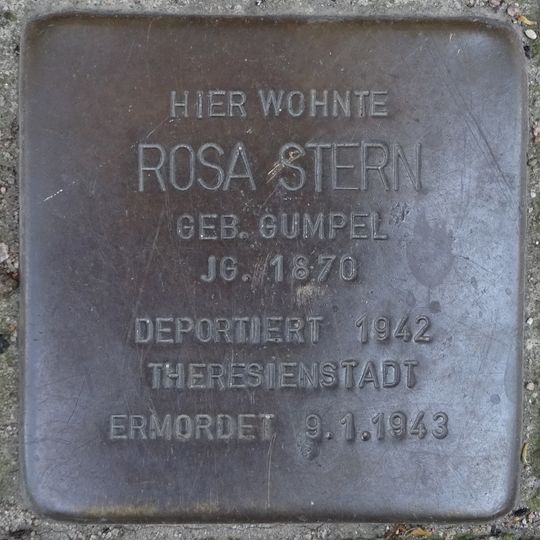 HIER WOHNTE
ROSA STERN
GEB. GUMPEL
JG. 1870
DEPORTIERT 1942
THERESIENSTADT
ERMORDET 9.1.1943